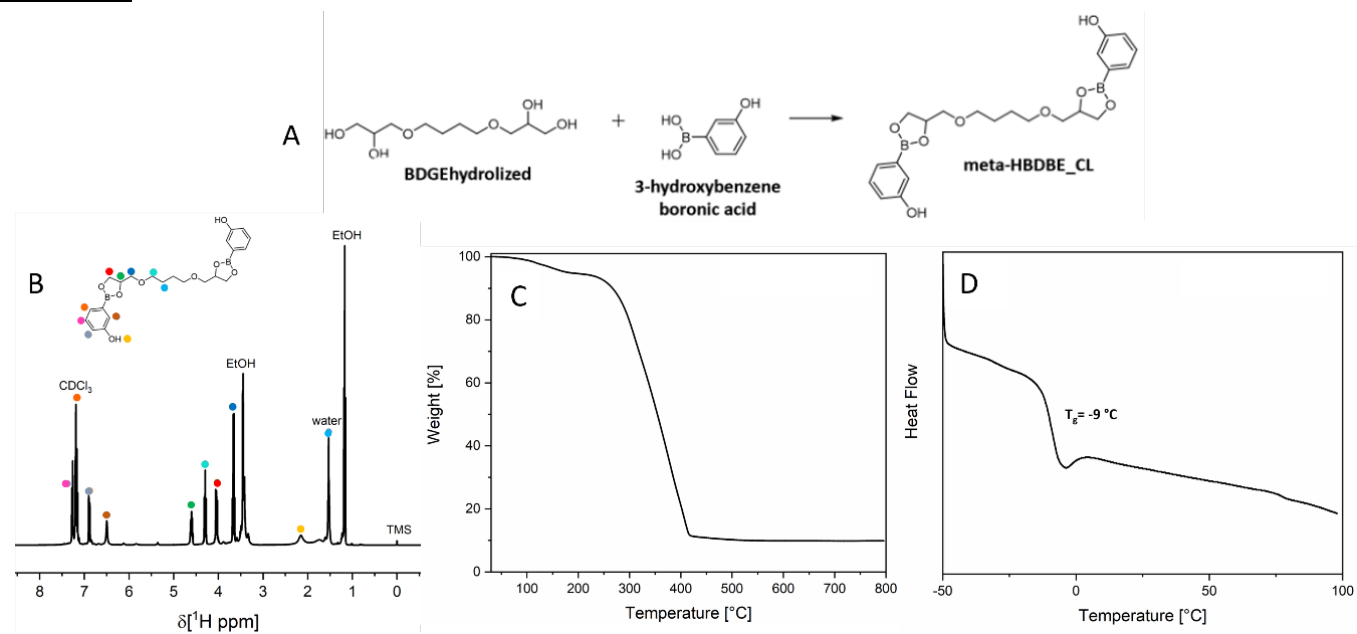 A
HO
OH
O
O
OH
OH
BDGEhydrolized
+
HO
B
HO
OH
3-hydroxybenzene
boronic acid
HO
B
O
O
O
O
O
B
O
OH
meta-HBDBE_CL
B
HO
B
O
O
O
O
O
B
O
OH
CDCl3
EtOH
water
EtOH
TMS
8 7 6 5 4 3 2 1 0
δ[1H ppm]
C
Weight [%]
100
80
60
40
20
0
100 200 300 400 500 600 700 800
Temperature [°C]
D
Heat Flow
Tg= -9 °C
-50 0 50 100
Temperature [°C]